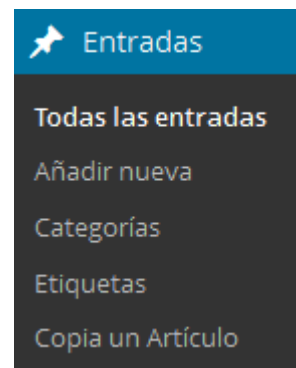 Entradas
Todas las entradas
Añadir nueva
Categorías
Etiquetas
Copia un Artículo